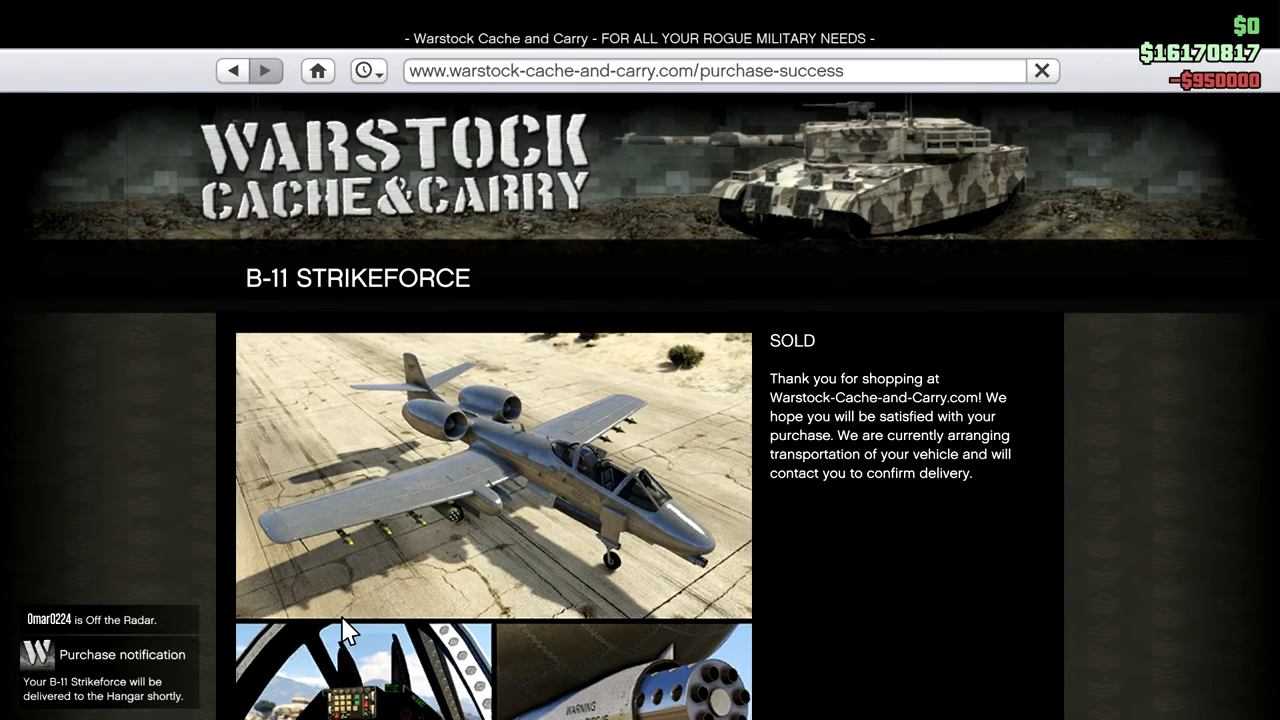 - Warstock Cache and Carry - FOR ALL YOUR ROGUE MILITARY NEEDS -
$0
$16170817
-$950000
www.warstock-cache-and-carry.com/purchase-success
WARSTOCK
CACHE&CARRY
B-11 STRIKEFORCE
SOLD
Thank you for shopping at
Warstock-Cache-and-Carry.com! We
hope you will be satisfied with your
purchase. We are currently arranging
transportation of your vehicle and will
contact you to confirm delivery.
0mar0224 is Off the Radar.
W
Purchase notification
Your B-11 Strikeforce will be
delivered to the Hangar shortly.
WARNING